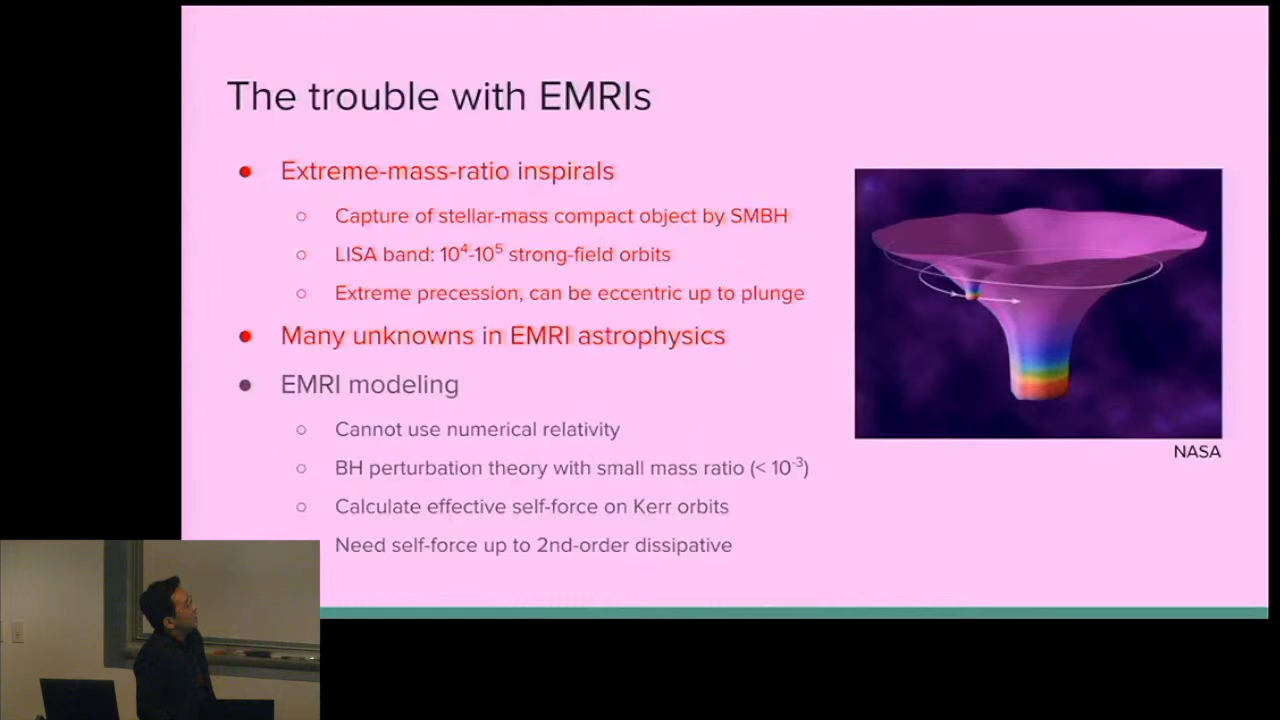 The trouble with EMRIs
● Extreme-mass-ratio inspirals
○ Capture of stellar-mass compact object by SMBH
○ LISA band: 10⁴-10⁵ strong-field orbits
○ Extreme precession, can be eccentric up to plunge
● Many unknowns in EMRI astrophysics
● EMRI modeling
○ Cannot use numerical relativity
○ BH perturbation theory with small mass ratio (< 10⁻³)
○ Calculate effective self-force on Kerr orbits
Need self-force up to 2nd-order dissipative
NASA